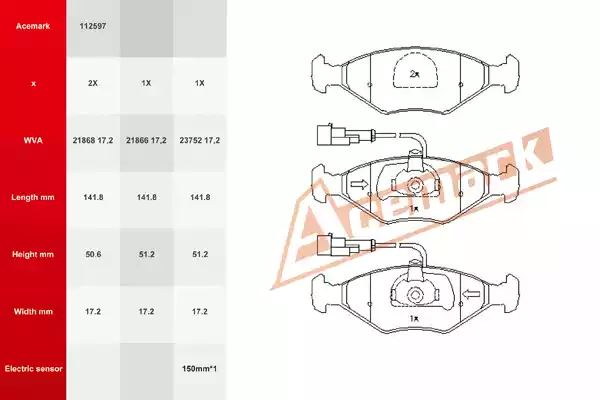 Acemark 112597
x 2X 1X 1X
WVA 21868 17,2 21866 17,2 23752 17,2
Length mm 141.8 141.8 141.8
Height mm 50.6 51.2 51.2
Width mm 17.2 17.2 17.2
Electric sensor 150mm*1
2x
1x
1x
Acemark